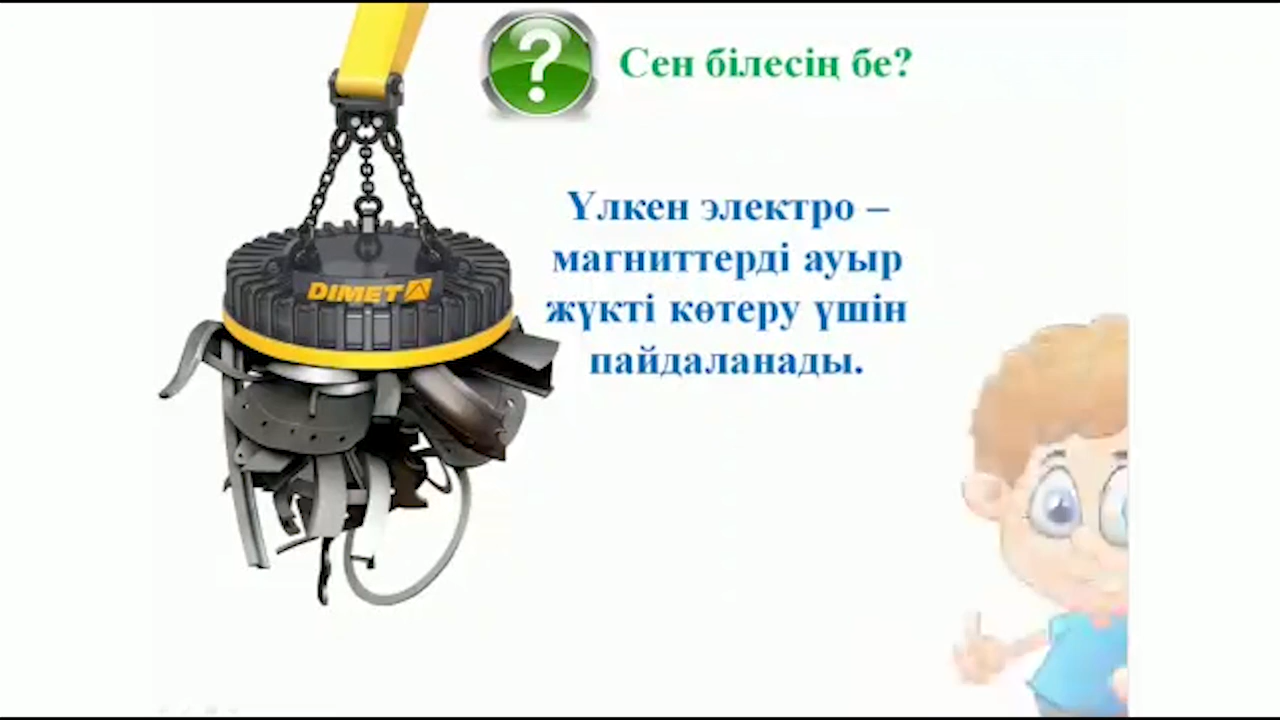 Сен білесің бе?
Үлкен электро –
магниттерді ауыр
жүкті көтеру үшін
пайдаланады.
DIMET